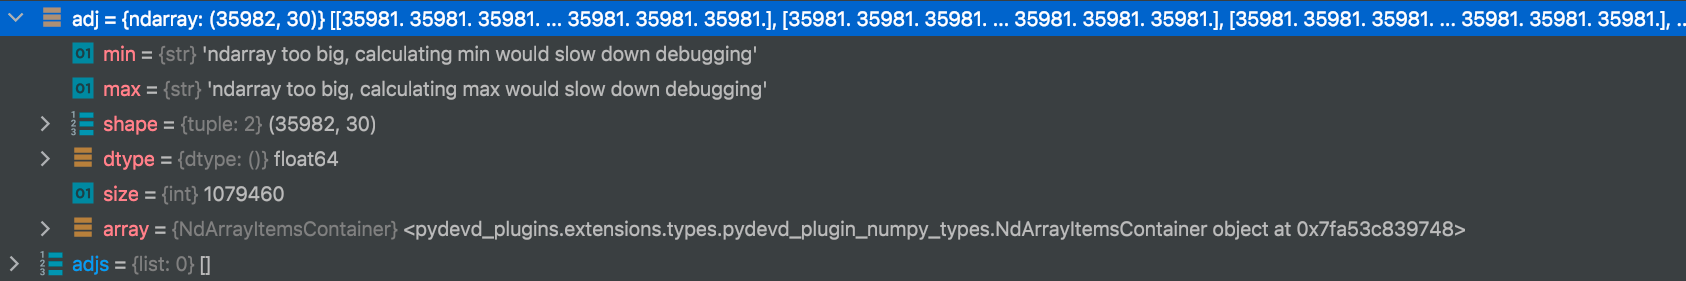 adj = {ndarray: (35982, 30)} [[35981. 35981. 35981. ... 35981. 35981. 35981.], [35981. 35981. 35981. ... 35981. 35981. 35981.], [35981. 35981. 35981. ... 35981. 35981. 35981.], ..
01 min = {str} 'ndarray too big, calculating min would slow down debugging'
01 max = {str} 'ndarray too big, calculating max would slow down debugging'
shape = {tuple: 2} (35982, 30)
dtype = {dtype: ()} float64
01 size = {int} 1079460
array = {NdArrayItemsContainer} <pydevd_plugins.extensions.types.pydevd_plugin_numpy_types.NdArrayItemsContainer object at 0x7fa53c839748>
adjs = {list: 0} []